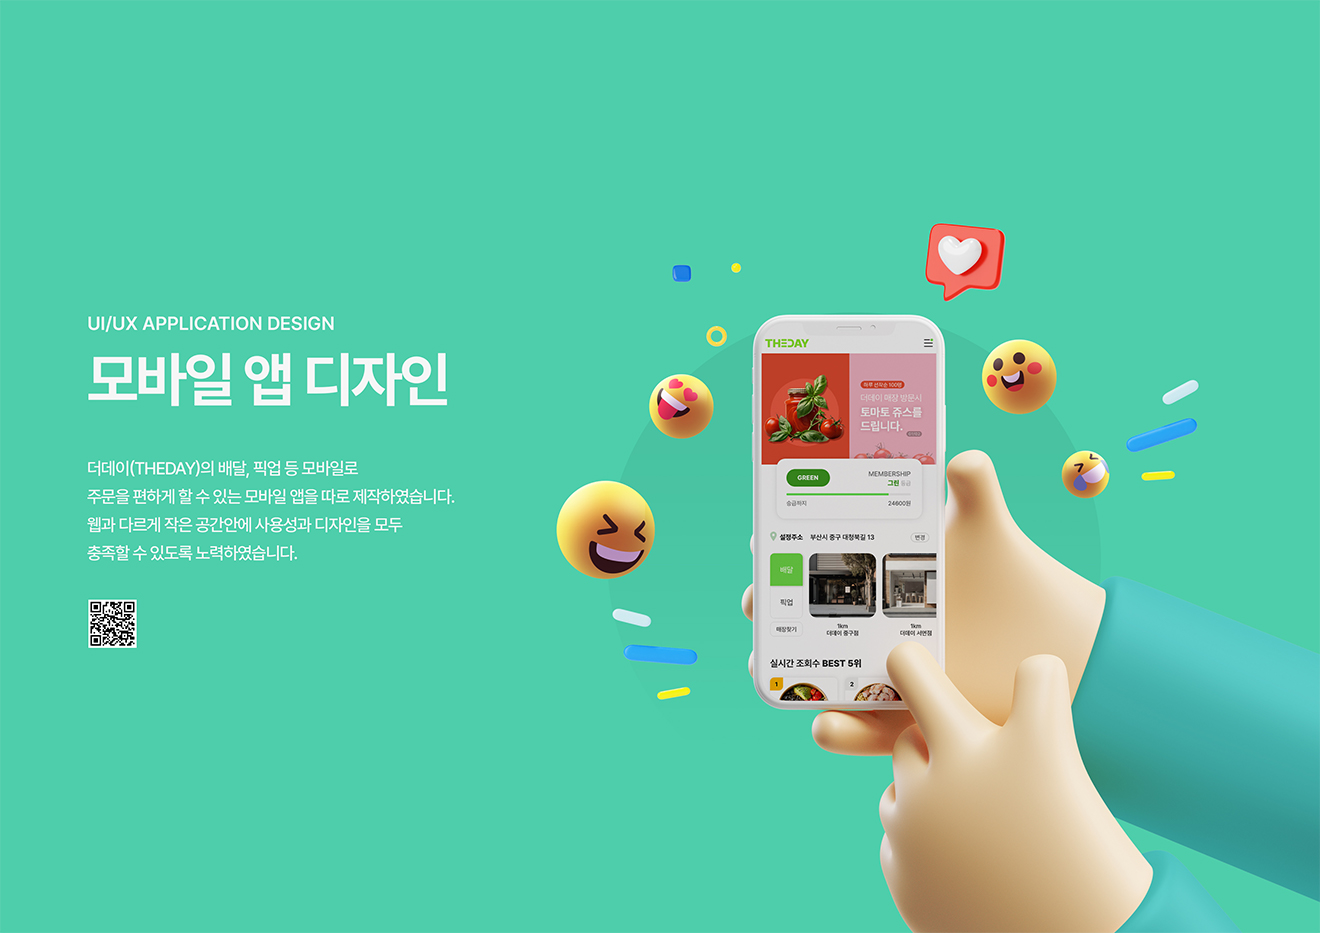 UI/UX APPLICATION DESIGN
모바일 앱 디자인
더데이(THEDAY)의 배달, 픽업 등 모바일로
주문을 편하게 할 수 있는 모바일 앱을 따로 제작하였습니다.
웹과 다르게 작은 공간안에 사용성과 디자인을 모두
충족할 수 있도록 노력하였습니다.
THEDAY
하루 선착순 100명
더데이 매장 방문시
토마토 쥬스를
드립니다.
GREEN
MEMBERSHIP
그린 등급
승급까지
24600원
설정주소 부산시 중구 대청북길 13 변경
배달
픽업
매장찾기
1km
더데이 중구점
1km
더데이 서면점
실시간 조회수 BEST 5위
1
2